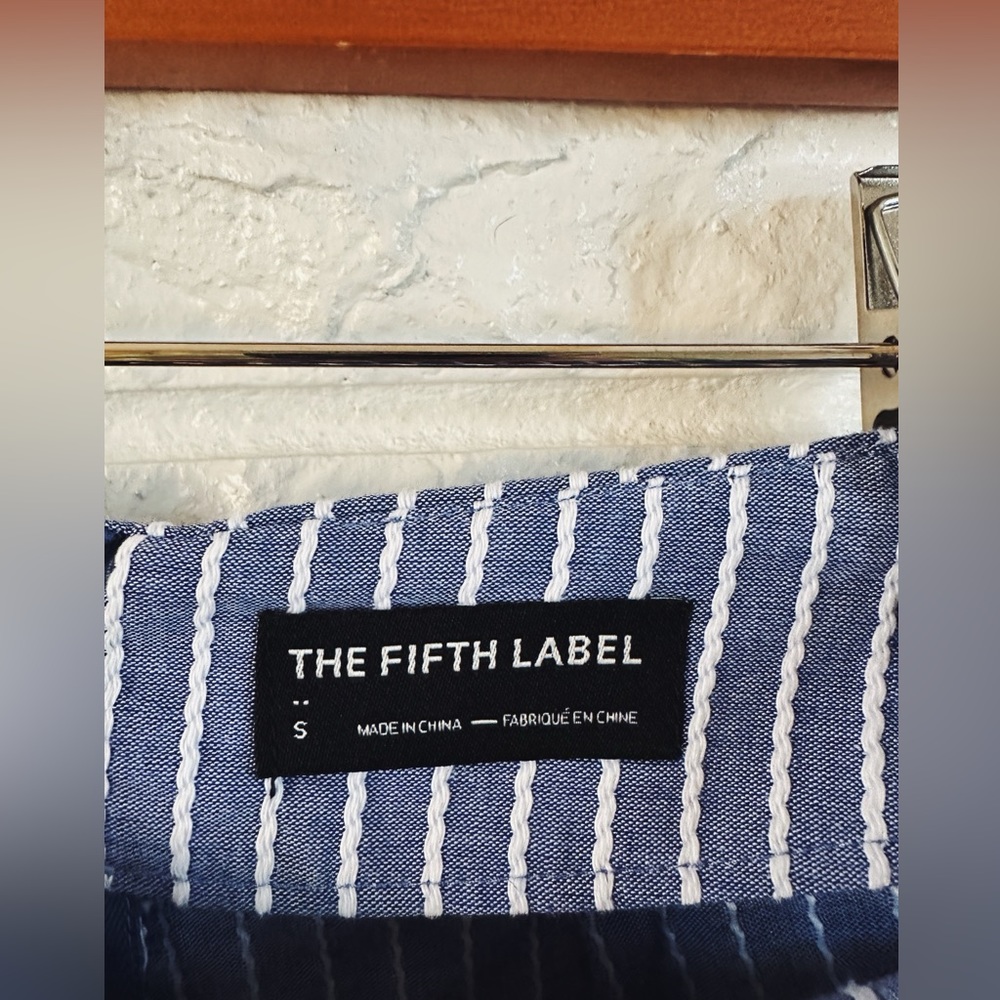 THE FIFTH LABEL
S
MADE IN CHINA — FABRIQUÉ EN CHINE